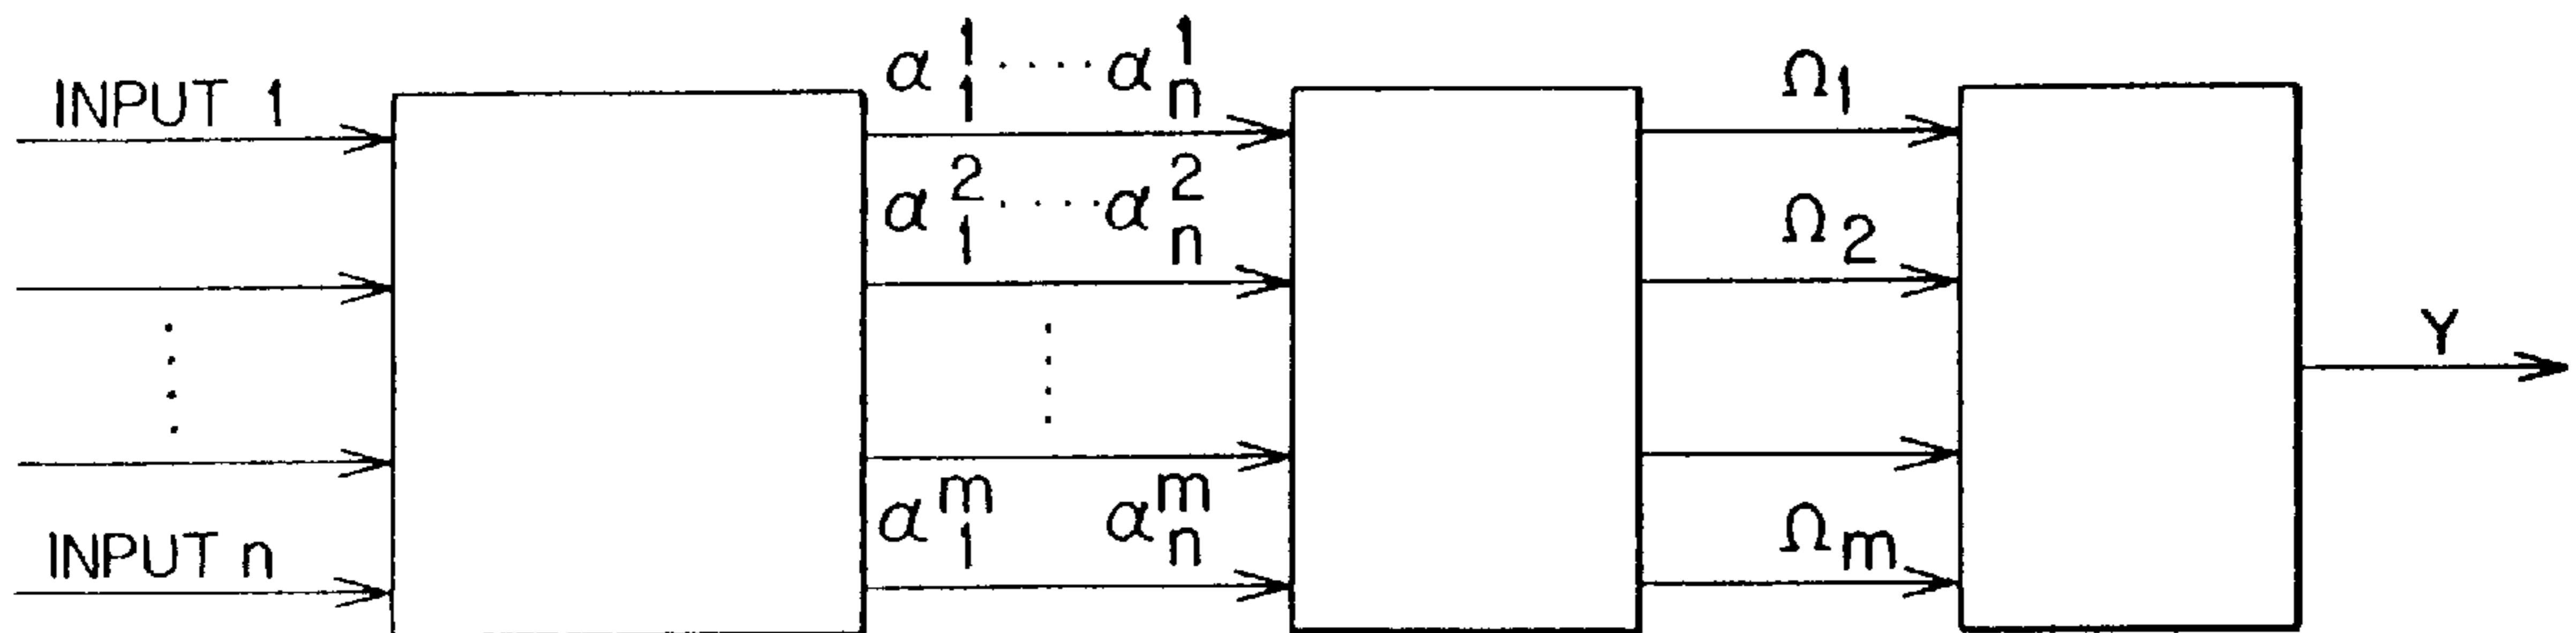 INPUT 1
α¹₁ ····· α¹ₙ
Ω₁
α²₁ ····· α²ₙ
Ω₂
Y
INPUT n
αᵐ₁ αᵐₙ
Ωₘ